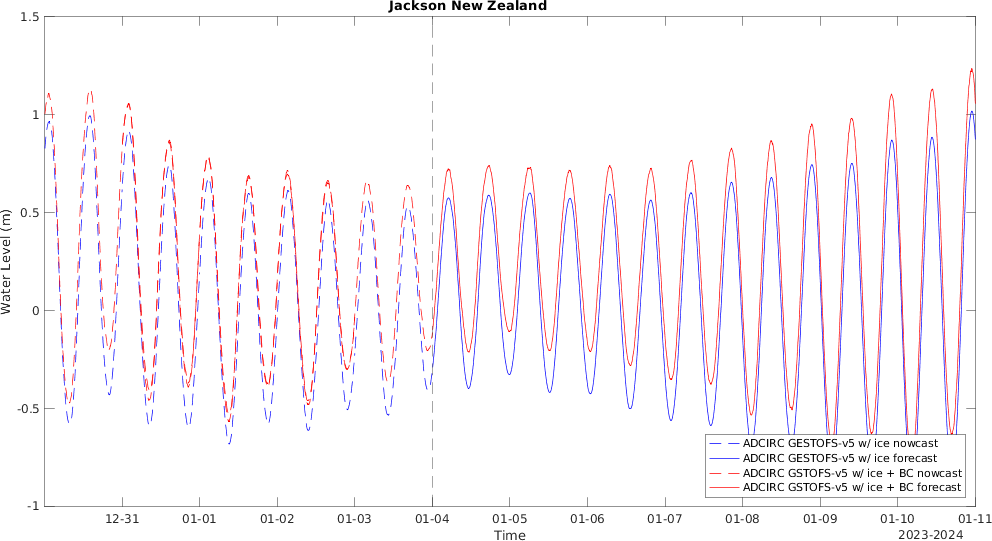 Jackson New Zealand
1.5
1
0.5
0
-0.5
-1
Water Level (m)
ADCIRC GESTOFS-v5 w/ ice nowcast
ADCIRC GESTOFS-v5 w/ ice forecast
ADCIRC GSTOFS-v5 w/ ice + BC nowcast
ADCIRC GSTOFS-v5 w/ ice + BC forecast
12-31 01-01 01-02 01-03 01-04 01-05 01-06 01-07 01-08 01-09 01-10 01-11
Time
2023-2024